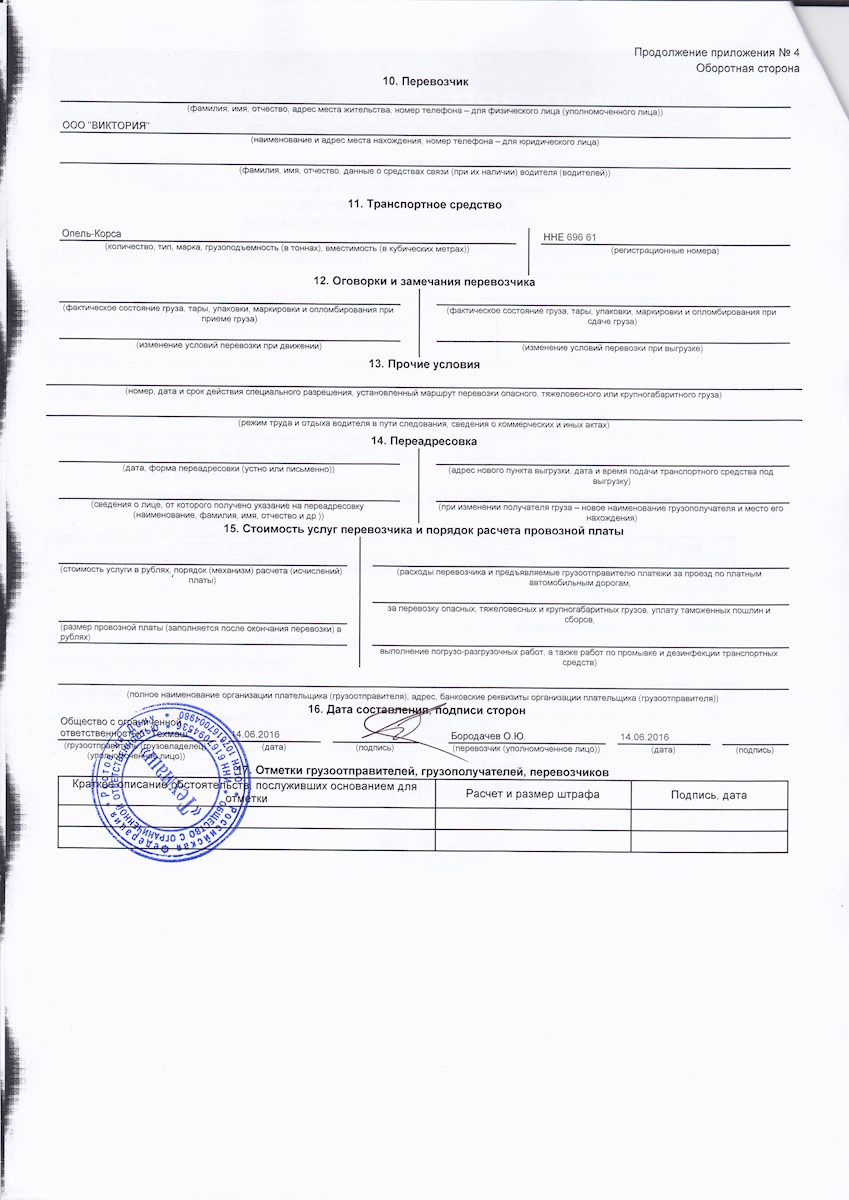 Продолжение приложения № 4
Оборотная сторона
10. Перевозчик
(фамилия, имя, отчество, адрес места жительства, номер телефона – для физического лица (уполномоченного лица))
ООО "ВИКТОРИЯ"
(наименование и адрес места нахождения, номер телефона – для юридического лица)
(фамилия, имя, отчество, данные о средствах связи (при их наличии) водителя (водителей))
11. Транспортное средство
Опель-Корса
ННЕ 696 61
(количество, тип, марка, грузоподъемность (в тоннах), вместимость (в кубических метрах))
(регистрационные номера)
12. Оговорки и замечания перевозчика
(фактическое состояние груза, тары, упаковки, маркировки и опломбирования при
приеме груза)
(фактическое состояние груза, тары, упаковки, маркировки и опломбирования при
сдаче груза)
(изменение условий перевозки при движении)
(изменение условий перевозки при выгрузке)
13. Прочие условия
(номер, дата и срок действия специального разрешения, установленный маршрут перевозки опасного, тяжеловесного или крупногабаритного груза)
(режим труда и отдыха водителя в пути следования, сведения о коммерческих и иных актах)
14. Переадресовка
(дата, форма переадресовки (устно или письменно))
(адрес нового пункта выгрузки, дата и время подачи транспортного средства под
выгрузку)
(сведения о лице, от которого получено указание на переадресовку
(наименование, фамилия, имя, отчество и др.))
(при изменении получателя груза – новое наименование грузополучателя и место его
нахождения)
15. Стоимость услуг перевозчика и порядок расчета провозной платы
(стоимость услуги в рублях, порядок (механизм) расчета (исчислений)
платы)
(расходы перевозчика и предъявляемые грузоотправителю платежи за проезд по платным
автомобильным дорогам,
за перевозку опасных, тяжеловесных и крупногабаритных грузов, уплату таможенных пошлин и
сборов,
(размер провозной платы (заполняется после окончания перевозки) в
рублях)
выполнение погрузо-разгрузочных работ, а также работ по промывке и дезинфекции транспортных
средств)
(полное наименование организации плательщика (грузоотправителя), адрес, банковские реквизиты организации плательщика (грузоотправителя))
16. Дата составления, подписи сторон
Общество с ограниченной
ответственностью "Техмаш"
14.06.2016
Бородачев О.Ю.
14.06.2016
(грузоотправитель (грузовладелец)
(уполномоченное лицо))
(дата)
(подпись)
(перевозчик (уполномоченное лицо))
(дата)
(подпись)
17. Отметки грузоотправителей, грузополучателей, перевозчиков
Краткое описание обстоятельств, послуживших основанием для
отметки
Расчет и размер штрафа
Подпись, дата
Российская Федерация
ОБЩЕСТВО С ОГРАНИЧЕННОЙ ОТВЕТСТВЕННОСТЬЮ
«Техмаш»